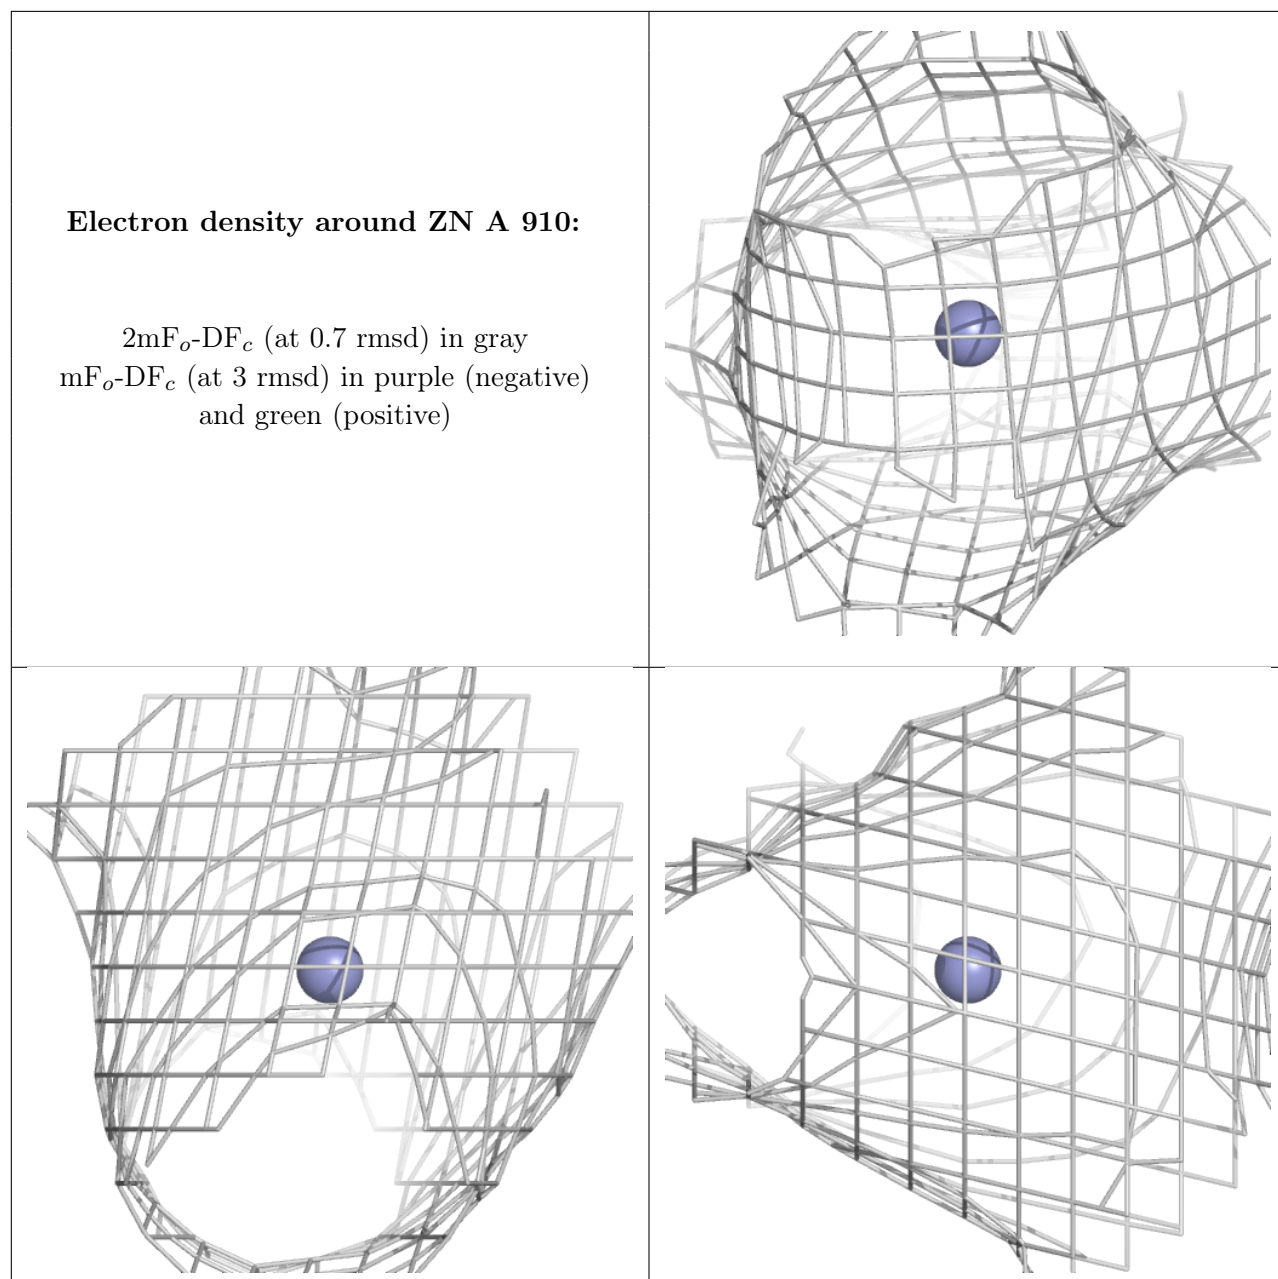 Electron density around ZN A 910:
2mFo-DFc (at 0.7 rmsd) in gray
mFo-DFc (at 3 rmsd) in purple (negative)
and green (positive)